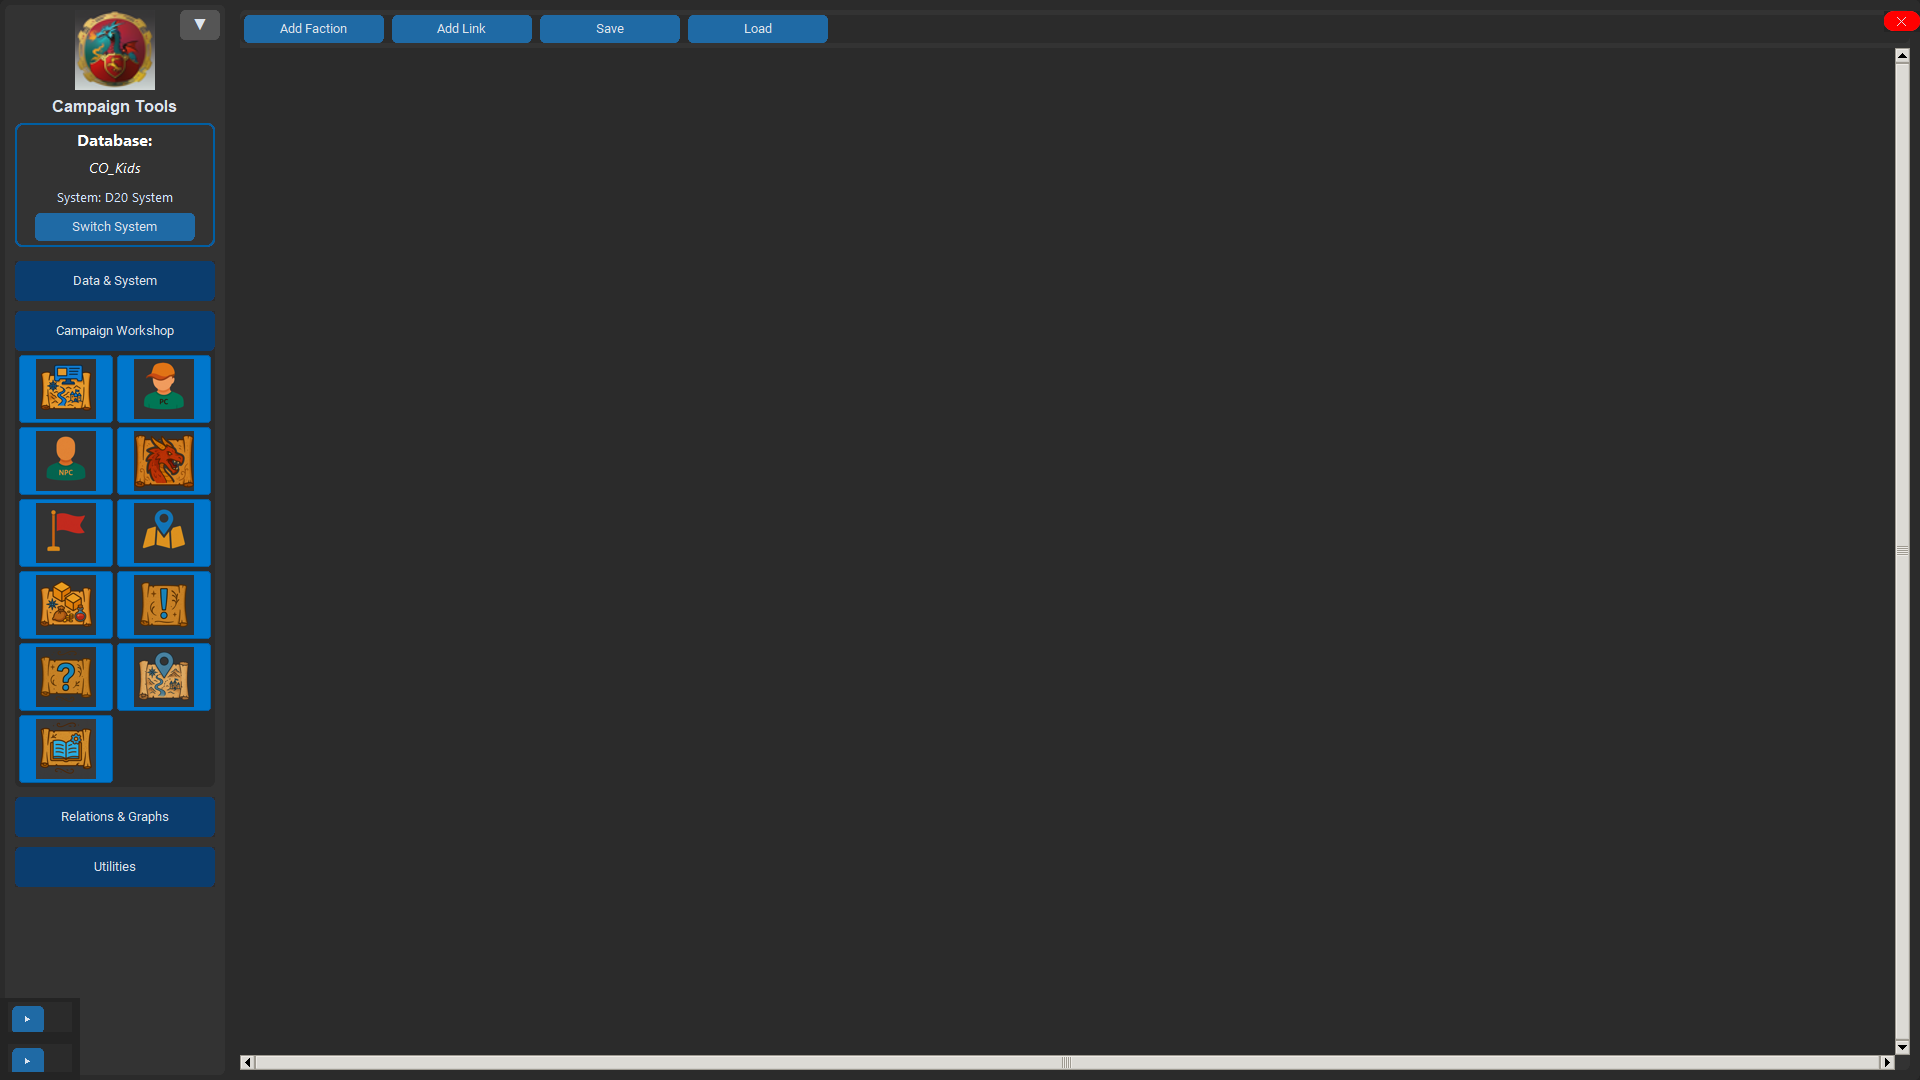 ▼
Add Faction
Add Link
Save
Load
Campaign Tools
Database:
CO_Kids
System: D20 System
Switch System
Data & System
Campaign Workshop
PC
NPC
!
?
Relations & Graphs
Utilities